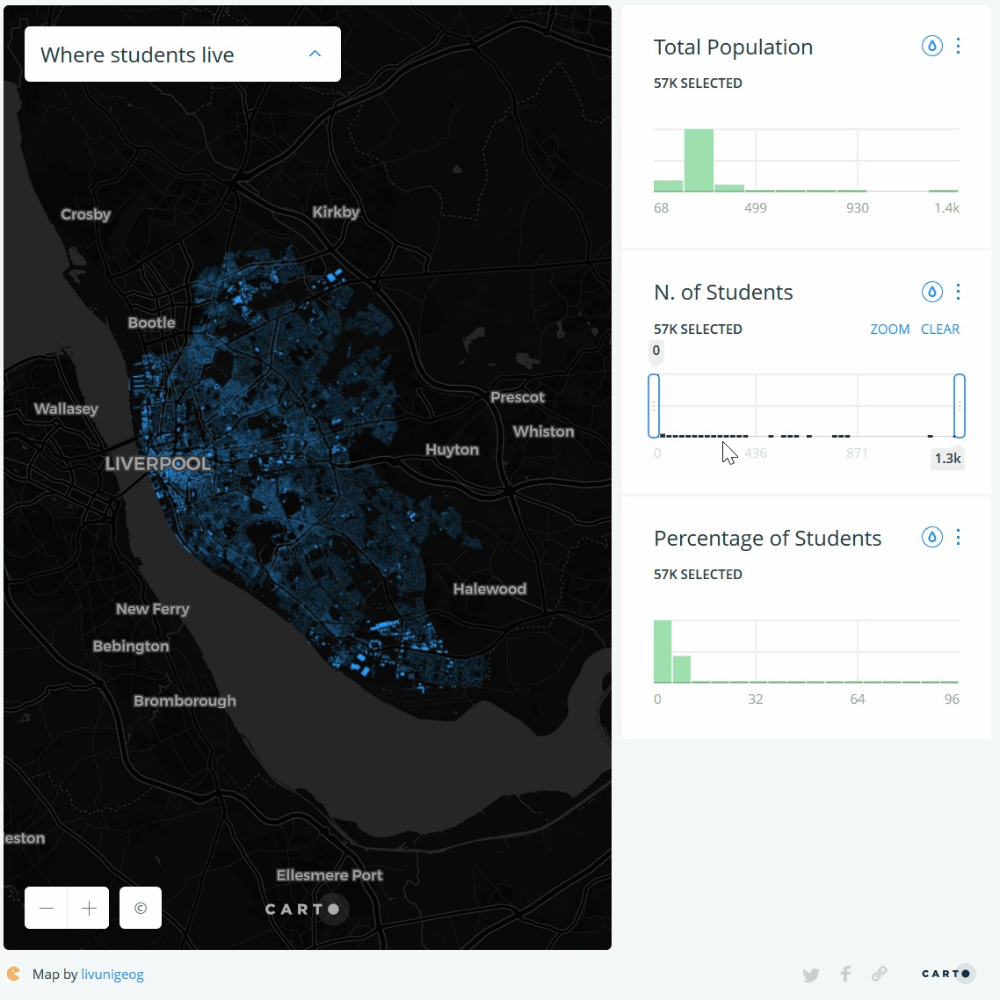 Where students live
Crosby
Kirkby
Bootle
Wallasey
Prescot
Whiston
Huyton
LIVERPOOL
Halewood
New Ferry
Bebington
Bromborough
eston
Ellesmere Port
CARTO
©
Total Population
57K SELECTED
68 499 930 1.4k
N. of Students
57K SELECTED ZOOM CLEAR
0
0 436 871 1.3k
Percentage of Students
57K SELECTED
0 32 64 96
Map by livunigeog
CARTO